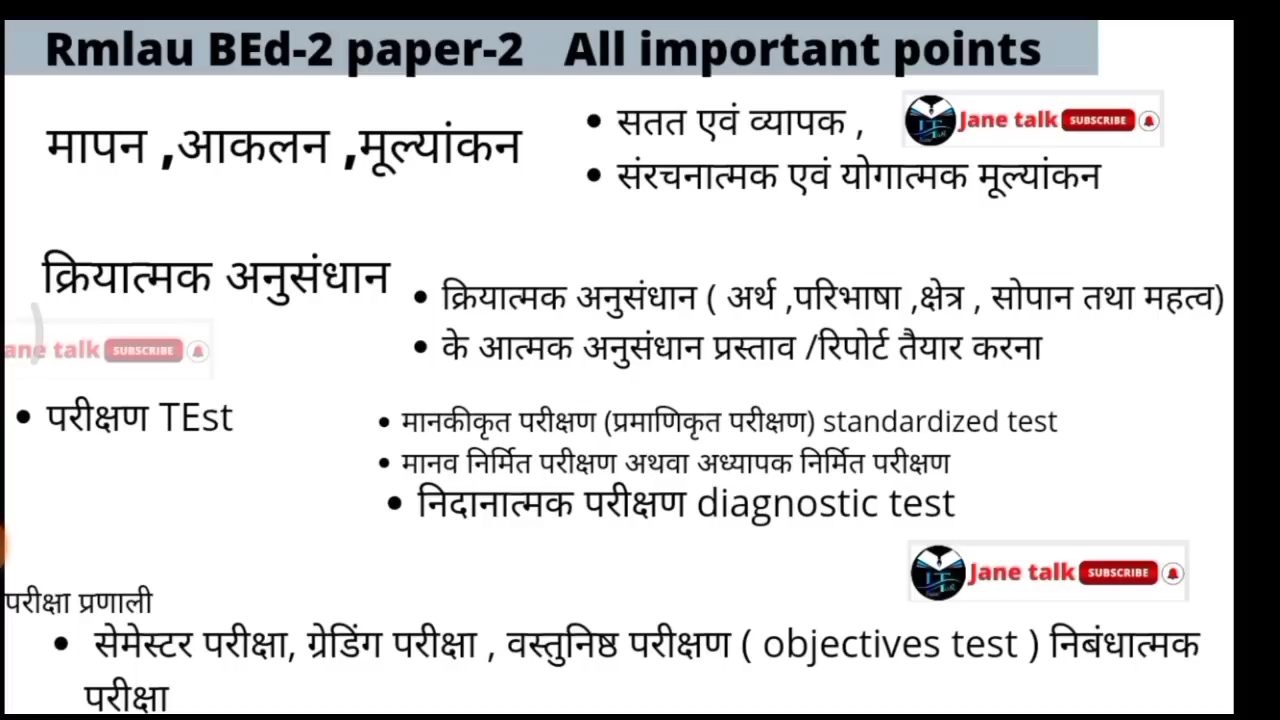 Rmlau BEd-2 paper-2 All important points
मापन ,आकलन ,मूल्यांकन
• सतत एवं व्यापक ,
Jane talk SUBSCRIBE
• संरचनात्मक एवं योगात्मक मूल्यांकन
क्रियात्मक अनुसंधान
• क्रियात्मक अनुसंधान ( अर्थ ,परिभाषा ,क्षेत्र , सोपान तथा महत्व)
• के आत्मक अनुसंधान प्रस्ताव /रिपोर्ट तैयार करना
ane talk SUBSCRIBE
• परीक्षण TEst
• मानकीकृत परीक्षण (प्रमाणिकृत परीक्षण) standardized test
• मानव निर्मित परीक्षण अथवा अध्यापक निर्मित परीक्षण
• निदानात्मक परीक्षण diagnostic test
Jane talk SUBSCRIBE
परीक्षा प्रणाली
• सेमेस्टर परीक्षा, ग्रेडिंग परीक्षा , वस्तुनिष्ठ परीक्षण ( objectives test ) निबंधात्मक
परीक्षा